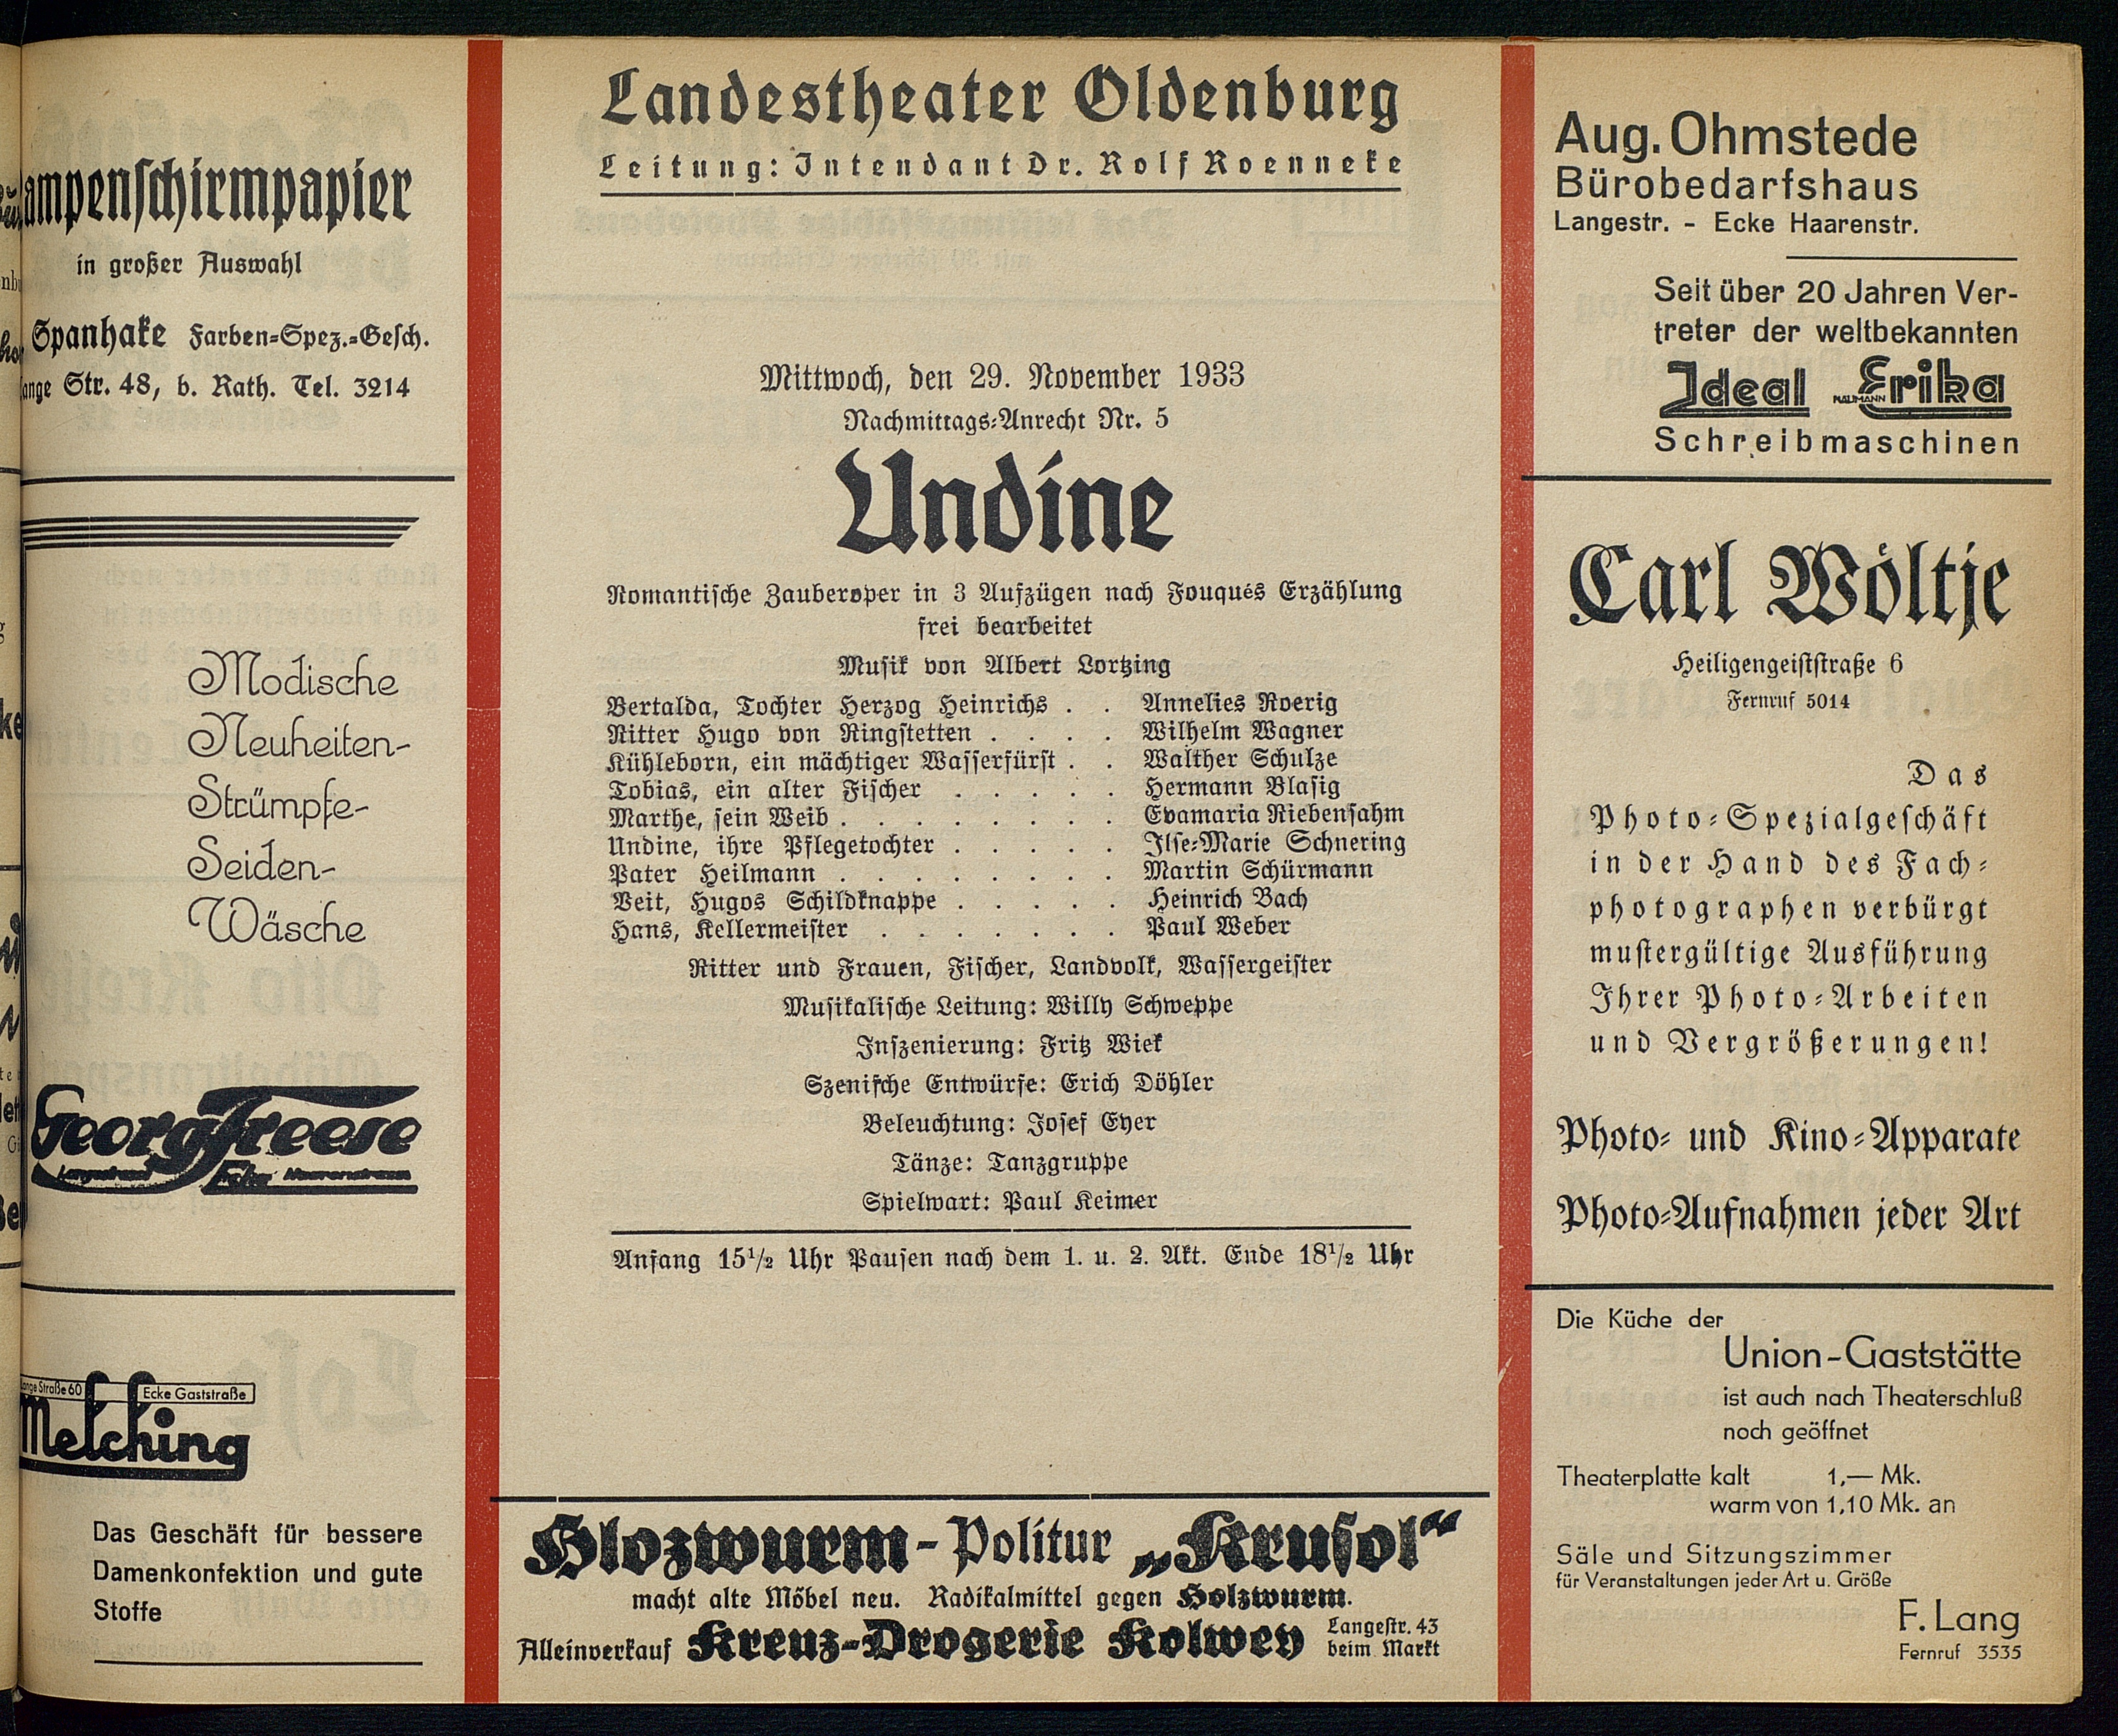 ampenschirmpapier
in großer Auswahl
Spanhake Farben-Spez.-Gesch.
ange Str. 48, b. Rath. Tel. 3214
Modische
Neuheiten-
Strümpfe-
Seiden-
Wäsche
Georg Freese
Langestrasse Ecke Haarenstrasse
ange Straße 60 Ecke Gaststraße
Melching
Das Geschäft für bessere
Damenkonfektion und gute
Stoffe
Landestheater Oldenburg
Leitung: Intendant Dr. Rolf Roenneke
Mittwoch, den 29. November 1933
Nachmittags-Anrecht Nr. 5
Undine
Romantische Zauberoper in 3 Aufzügen nach Fouqués Erzählung
frei bearbeitet
Musik von Albert Lortzing
Bertalda, Tochter Herzog Heinrichs . . Annelies Roerig
Ritter Hugo von Ringstetten . . . . Wilhelm Wagner
Kühleborn, ein mächtiger Wasserfürst . . Walther Schulze
Tobias, ein alter Fischer . . . . . Hermann Blasig
Marthe, sein Weib . . . . . . . . Evamaria Riebensahm
Undine, ihre Pflegetochter . . . . . Ilse-Marie Schnering
Pater Heilmann . . . . . . . . Martin Schürmann
Veit, Hugos Schildknappe . . . . . Heinrich Bach
Hans, Kellermeister . . . . . . . Paul Weber
Ritter und Frauen, Fischer, Landvolk, Wassergeister
Musikalische Leitung: Willy Schweppe
Inszenierung: Fritz Wiek
Szenische Entwürfe: Erich Döhler
Beleuchtung: Josef Eyer
Tänze: Tanzgruppe
Spielwart: Paul Keimer
Anfang 15½ Uhr Pausen nach dem 1. u. 2. Akt. Ende 18½ Uhr
Hlozwurm-Politur „Krusol“
macht alte Möbel neu. Radikalmittel gegen Holzwurm.
Alleinverkauf Kreuz-Drogerie Kolwey Langestr. 43
beim Markt
Aug. Ohmstede
Bürobedarfshaus
Langestr. - Ecke Haarenstr.
Seit über 20 Jahren Ver-
treter der weltbekannten
Ideal NAUMANN Erika
Schreibmaschinen
Carl Wöltje
Heiligengeiststraße 6
Fernruf 5014
Das
Photo-Spezialgeschäft
in der Hand des Fach-
photographen verbürgt
mustergültige Ausführung
Ihrer Photo-Arbeiten
und Vergrößerungen!
Photo- und Kino-Apparate
Photo-Aufnahmen jeder Art
Die Küche der
Union-Gaststätte
ist auch nach Theaterschluß
noch geöffnet
Theaterplatte kalt 1,— Mk.
warm von 1,10 Mk. an
Säle und Sitzungszimmer
für Veranstaltungen jeder Art u. Größe
F. Lang
Fernruf 3535